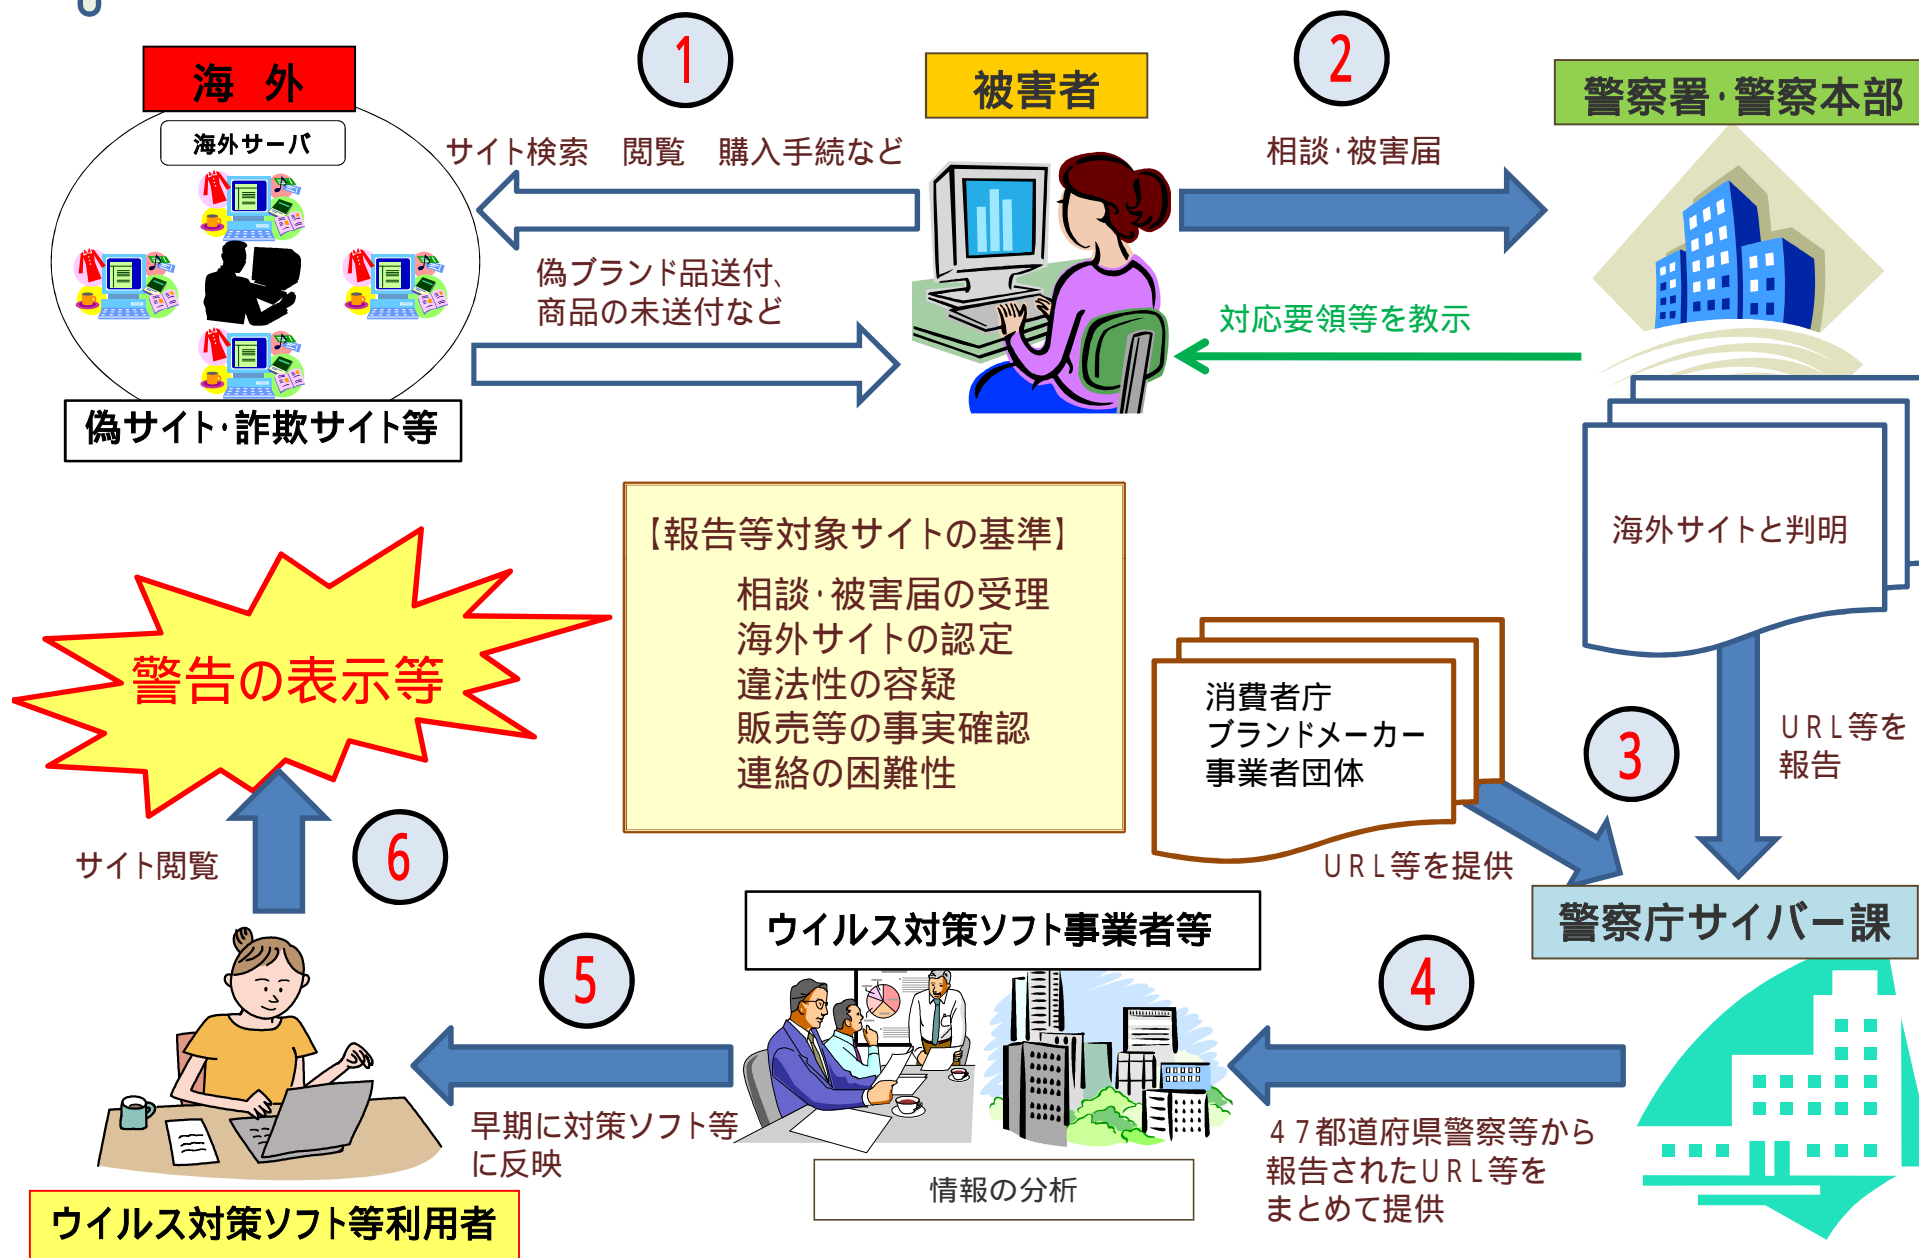 海 外
海外サーバ
偽サイト・詐欺サイト等
1
サイト検索 閲覧 購入手続など
偽ブランド品送付、
商品の未送付など
被害者
2
相談・被害届
対応要領等を教示
警察署・警察本部
海外サイトと判明
3
URL等を
報告
消費者庁
ブランドメーカー
事業者団体
URL等を提供
警察庁サイバー課
4
47都道府県警察等から
報告されたURL等を
まとめて提供
ウイルス対策ソフト事業者等
情報の分析
5
早期に対策ソフト等
に反映
ウイルス対策ソフト等利用者
6
サイト閲覧
警告の表示等
【報告等対象サイトの基準】
相談・被害届の受理
海外サイトの認定
違法性の容疑
販売等の事実確認
連絡の困難性